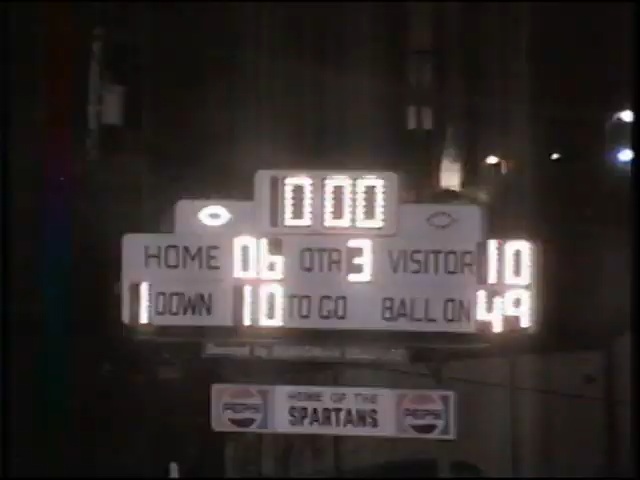 0 00
HOME 06 QTR 3 VISITOR 10
1 DOWN 10 TO GO BALL ON 49
HOME OF THE
PEPSI SPARTANS PEPSI